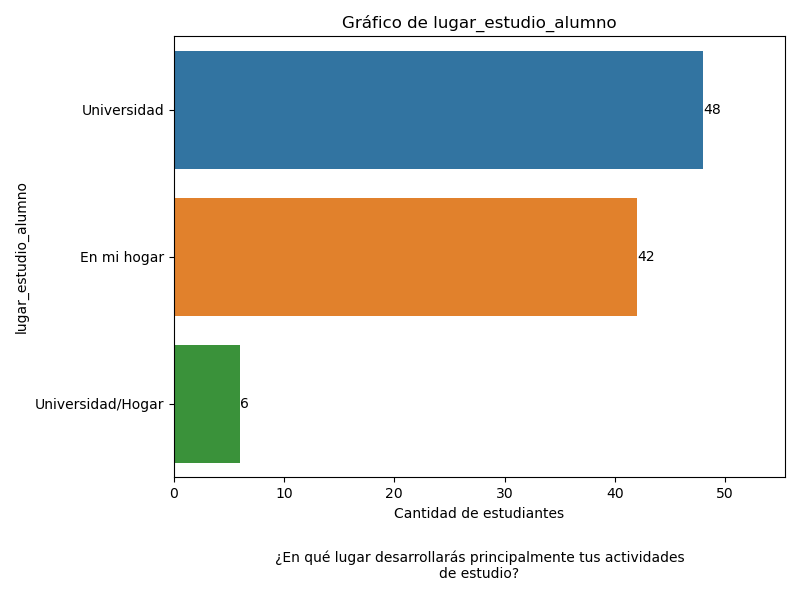 Gráfico de lugar_estudio_alumno
lugar_estudio_alumno
Universidad
48
En mi hogar
42
Universidad/Hogar
6
0 10 20 30 40 50
Cantidad de estudiantes
¿En qué lugar desarrollarás principalmente tus actividades
de estudio?